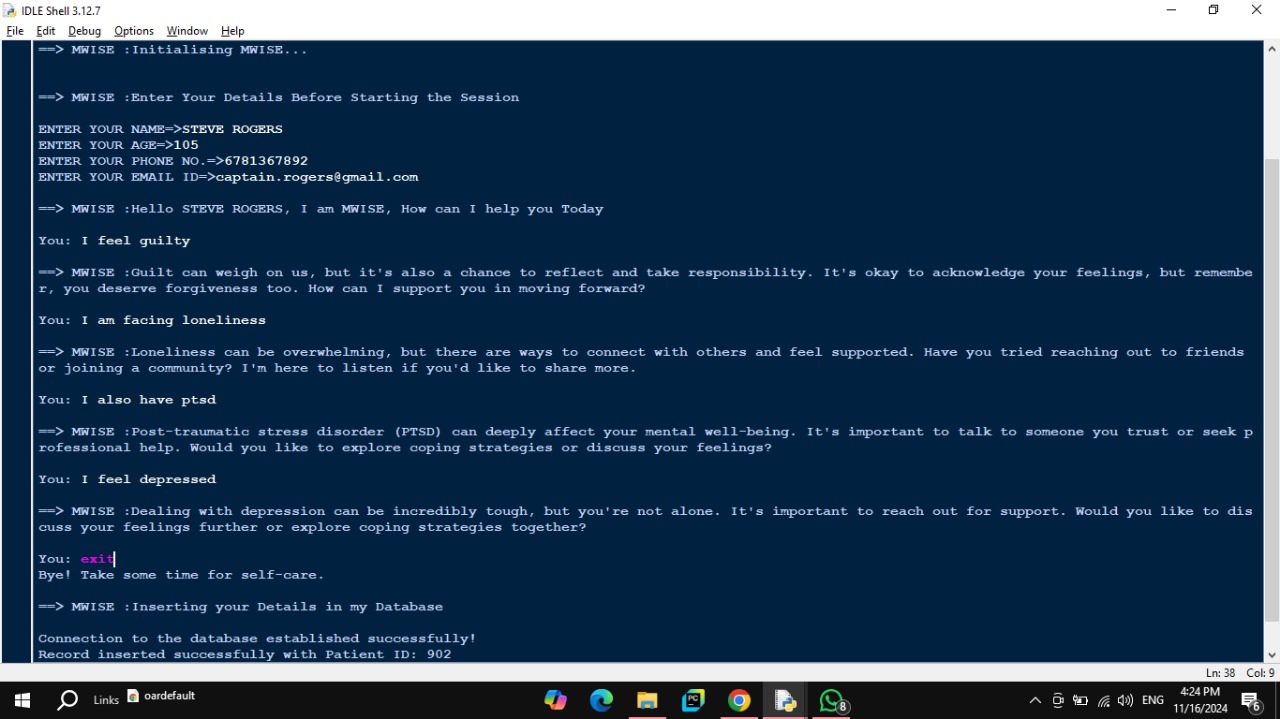 IDLE Shell 3.12.7
File Edit Debug Options Window Help
==> MWISE :Initialising MWISE...
==> MWISE :Enter Your Details Before Starting the Session
ENTER YOUR NAME=>STEVE ROGERS
ENTER YOUR AGE=>105
ENTER YOUR PHONE NO.=>6781367892
ENTER YOUR EMAIL ID=>captain.rogers@gmail.com
==> MWISE :Hello STEVE ROGERS, I am MWISE, How can I help you Today
You: I feel guilty
==> MWISE :Guilt can weigh on us, but it's also a chance to reflect and take responsibility. It's okay to acknowledge your feelings, but remembe
r, you deserve forgiveness too. How can I support you in moving forward?
You: I am facing loneliness
==> MWISE :Loneliness can be overwhelming, but there are ways to connect with others and feel supported. Have you tried reaching out to friends
or joining a community? I'm here to listen if you'd like to share more.
You: I also have ptsd
==> MWISE :Post-traumatic stress disorder (PTSD) can deeply affect your mental well-being. It's important to talk to someone you trust or seek p
rofessional help. Would you like to explore coping strategies or discuss your feelings?
You: I feel depressed
==> MWISE :Dealing with depression can be incredibly tough, but you're not alone. It's important to reach out for support. Would you like to dis
cuss your feelings further or explore coping strategies together?
You: exit
Bye! Take some time for self-care.
==> MWISE :Inserting your Details in my Database
Connection to the database established successfully!
Record inserted successfully with Patient ID: 902
Ln: 38 Col: 9
Links oardefault
PC
8
ENG
4:24 PM
11/16/2024
6